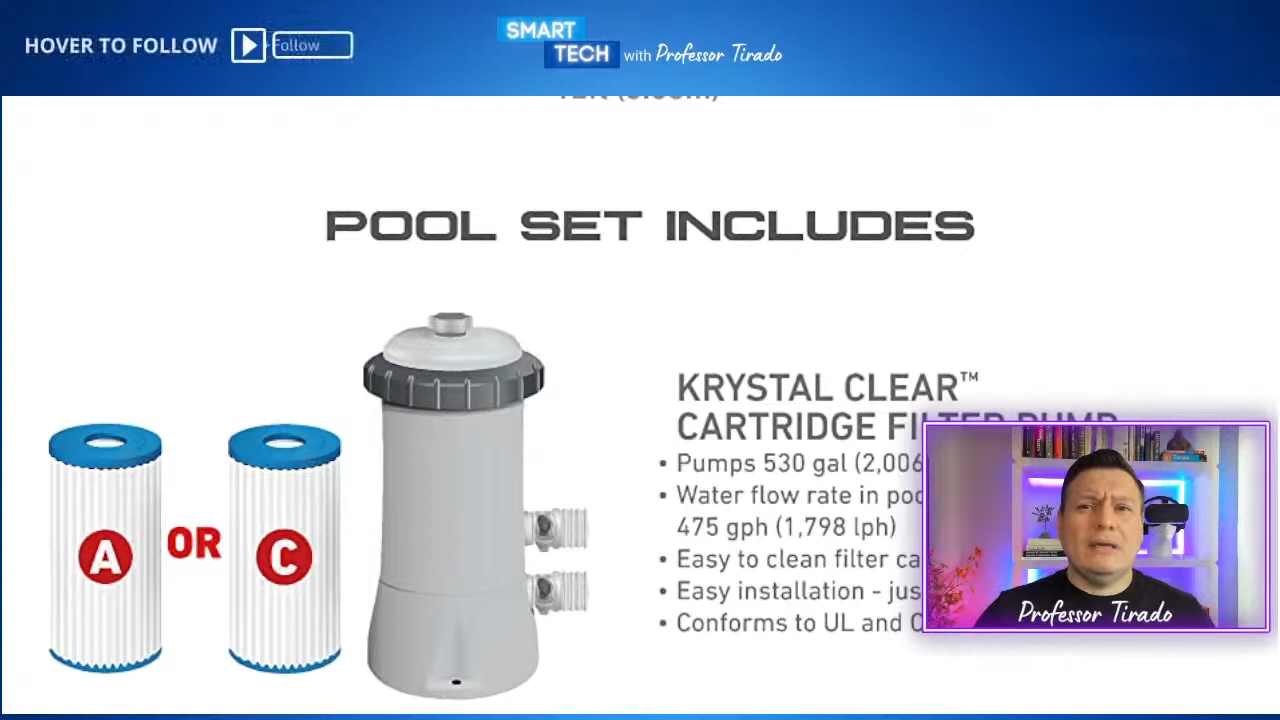 HOVER TO FOLLOW
Follow
SMART
TECH with Professor Tirado
POOL SET INCLUDES
KRYSTAL CLEAR™
CARTRIDGE FILTER PUMP
• Pumps 530 gal (2,006
• Water flow rate in poo
475 gph (1,798 lph)
• Easy to clean filter ca
• Easy installation - jus
• Conforms to UL and
A OR C
Professor Tirado